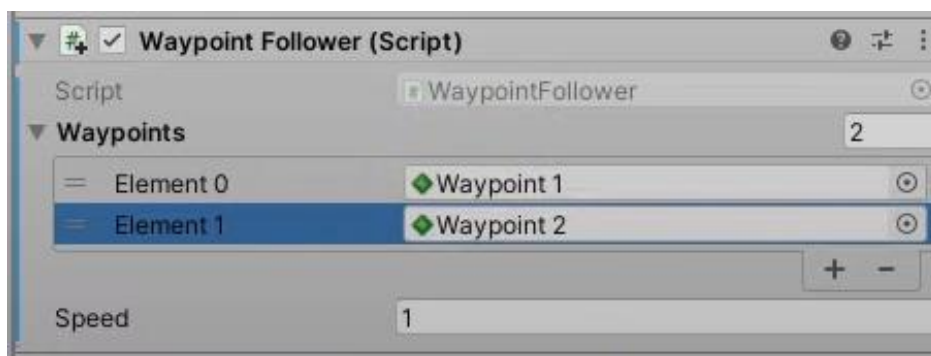 Waypoint Follower (Script)
Script # WaypointFollower
Waypoints 2
= Element 0 Waypoint 1
= Element 1 Waypoint 2
+ -
Speed 1